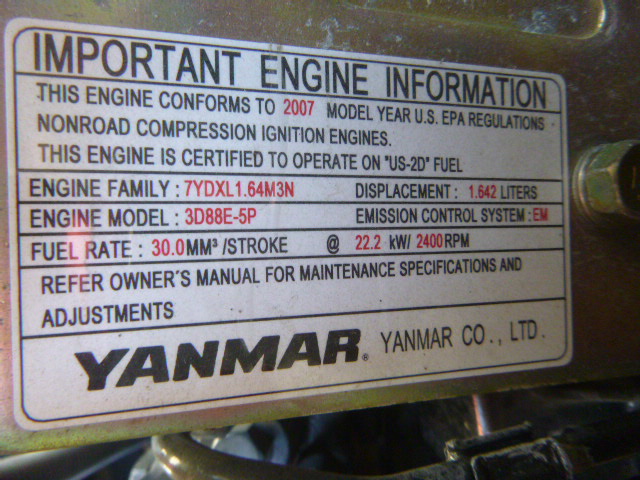 IMPORTANT ENGINE INFORMATION
THIS ENGINE CONFORMS TO 2007 MODEL YEAR U.S. EPA REGULATIONS
NONROAD COMPRESSION IGNITION ENGINES.
THIS ENGINE IS CERTIFIED TO OPERATE ON "US-2D" FUEL
ENGINE FAMILY : 7YDXL1.64M3N DISPLACEMENT : 1.642 LITERS
ENGINE MODEL : 3D88E-5P EMISSION CONTROL SYSTEM : EM
FUEL RATE : 30.0MM³ /STROKE @ 22.2 kW/ 2400 RPM
REFER OWNER'S MANUAL FOR MAINTENANCE SPECIFICATIONS AND
ADJUSTMENTS
YANMAR® YANMAR CO., LTD.